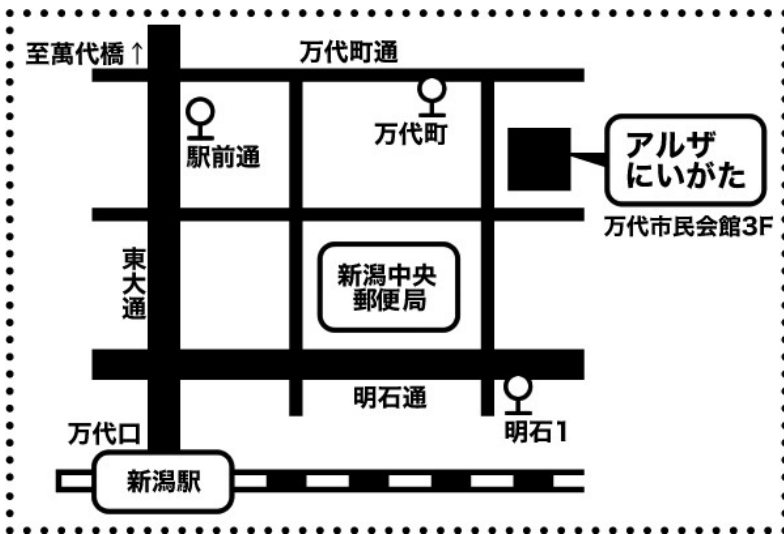 至萬代橋↑
万代町通
万代町
駅前通
アルザ
にいがた
万代市民会館3F
東大通
新潟中央
郵便局
明石通
明石1
万代口
新潟駅